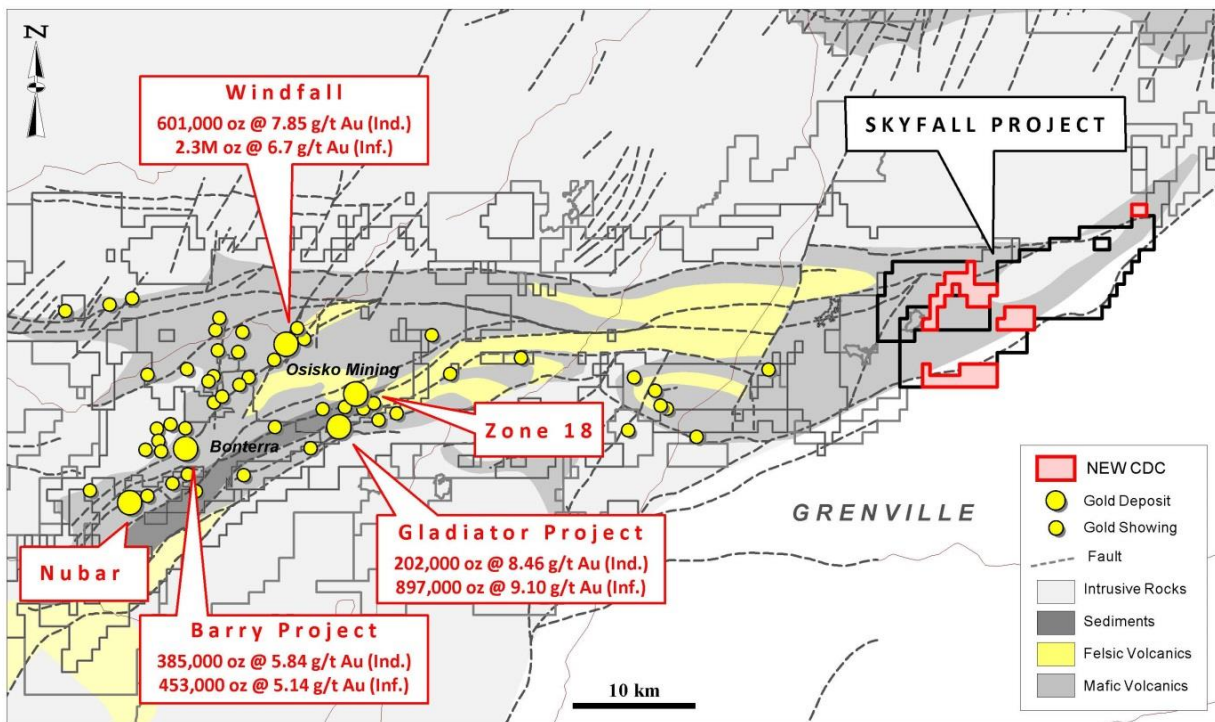 N
Windfall
601,000 oz @ 7.85 g/t Au (Ind.)
2.3M oz @ 6.7 g/t Au (Inf.)
SKYFALL PROJECT
Osisko Mining
Zone 18
Bonterra
Gladiator Project
202,000 oz @ 8.46 g/t Au (Ind.)
897,000 oz @ 9.10 g/t Au (Inf.)
Nubar
Barry Project
385,000 oz @ 5.84 g/t Au (Ind.)
453,000 oz @ 5.14 g/t Au (Inf.)
GRENVILLE
10 km
NEW CDC
Gold Deposit
Gold Showing
Fault
Intrusive Rocks
Sediments
Felsic Volcanics
Mafic Volcanics